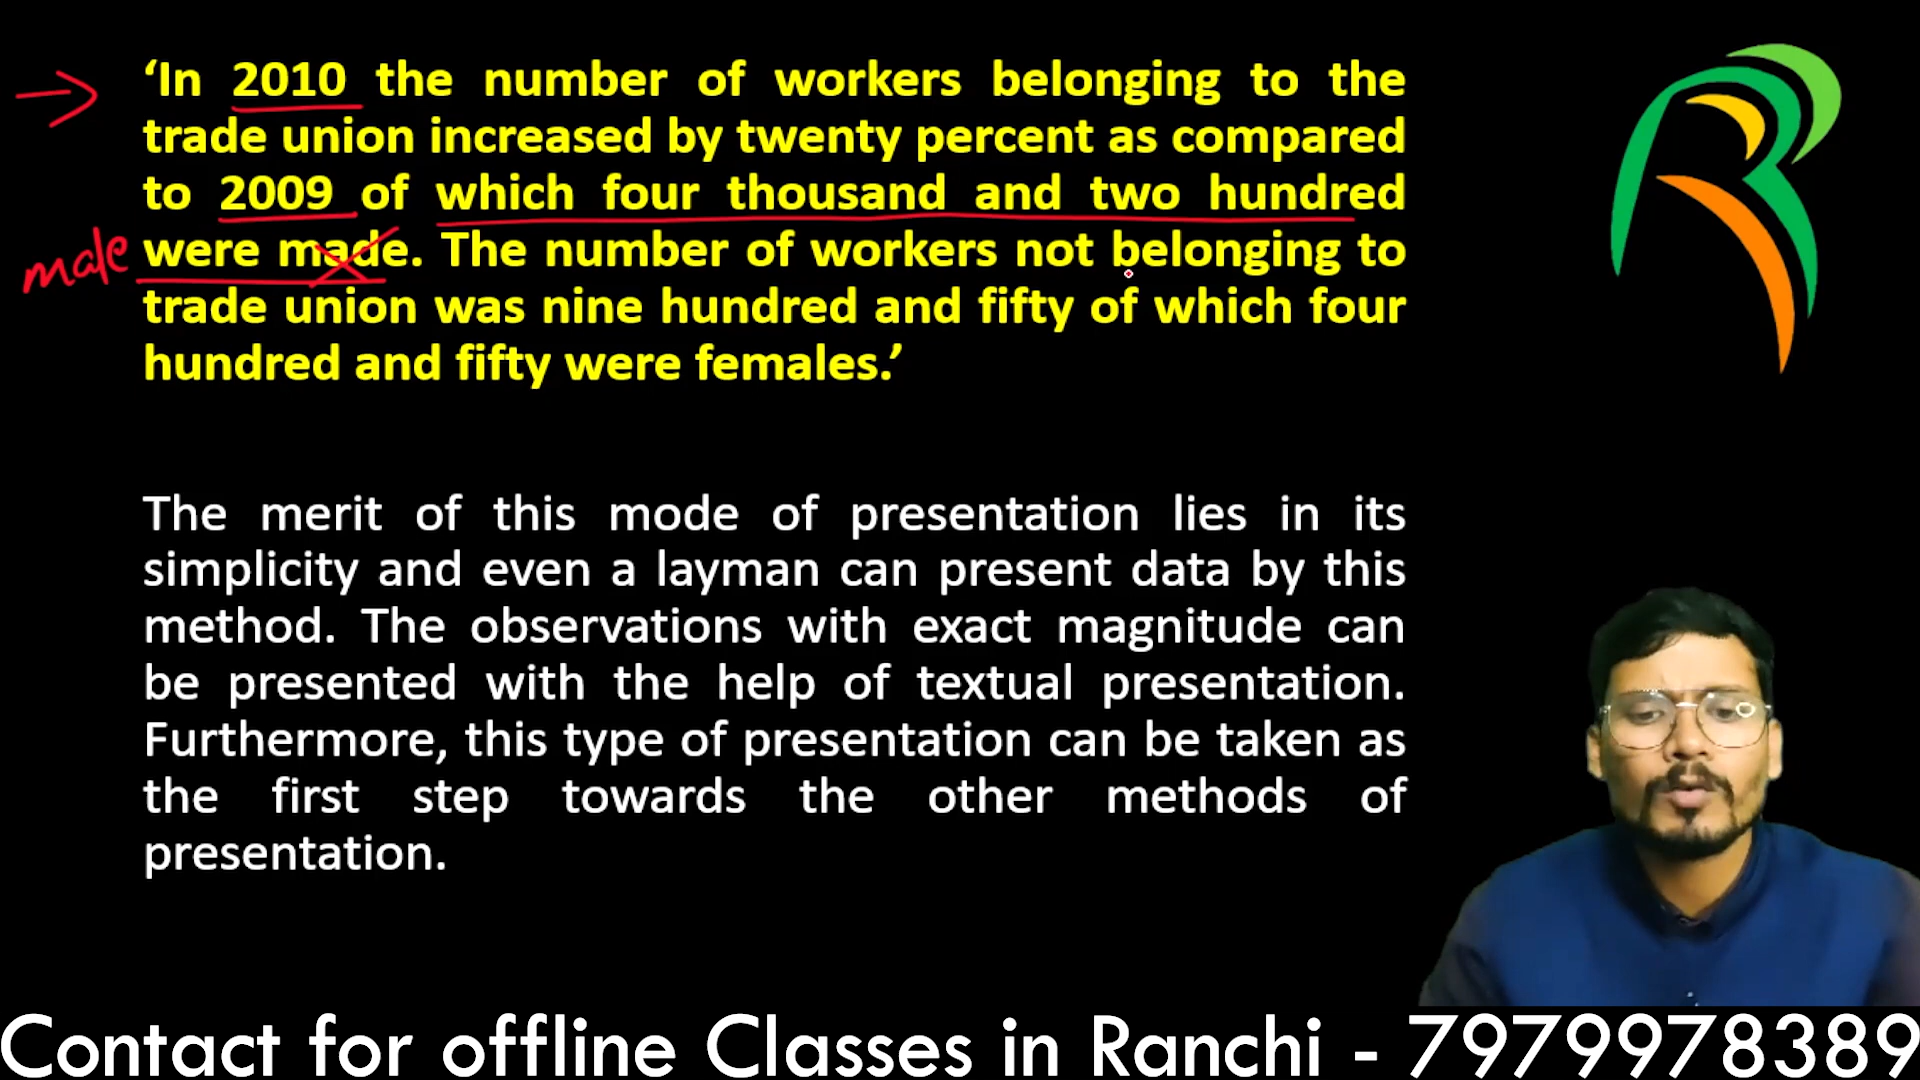 ‘In 2010 the number of workers belonging to the
trade union increased by twenty percent as compared
to 2009 of which four thousand and two hundred
male were made. The number of workers not belonging to
trade union was nine hundred and fifty of which four
hundred and fifty were females.’
The merit of this mode of presentation lies in its
simplicity and even a layman can present data by this
method. The observations with exact magnitude can
be presented with the help of textual presentation.
Furthermore, this type of presentation can be taken as
the first step towards the other methods of
presentation.
Contact for offline Classes in Ranchi - 7979978389